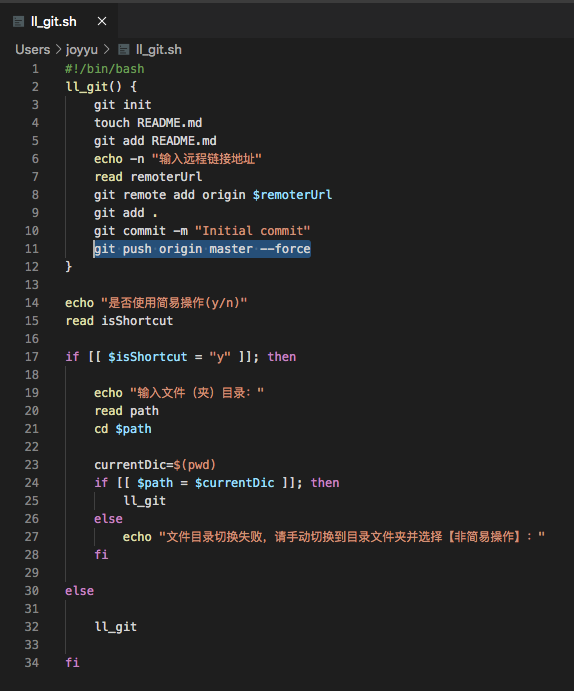 ll_git.sh ×
Users > joyyu > ll_git.sh
1 #!/bin/bash
2 ll_git() {
3 git init
4 touch README.md
5 git add README.md
6 echo -n "输入远程链接地址"
7 read remoterUrl
8 git remote add origin $remoterUrl
9 git add .
10 git commit -m "Initial commit"
11 git push origin master --force
12 }
13
14 echo "是否使用简易操作(y/n)"
15 read isShortcut
16
17 if [[ $isShortcut = "y" ]]; then
18
19 echo "输入文件（夹）目录："
20 read path
21 cd $path
22
23 currentDic=$(pwd)
24 if [[ $path = $currentDic ]]; then
25 ll_git
26 else
27 echo "文件目录切换失败，请手动切换到目录文件夹并选择【非简易操作】："
28 fi
29
30 else
31
32 ll_git
33
34 fi